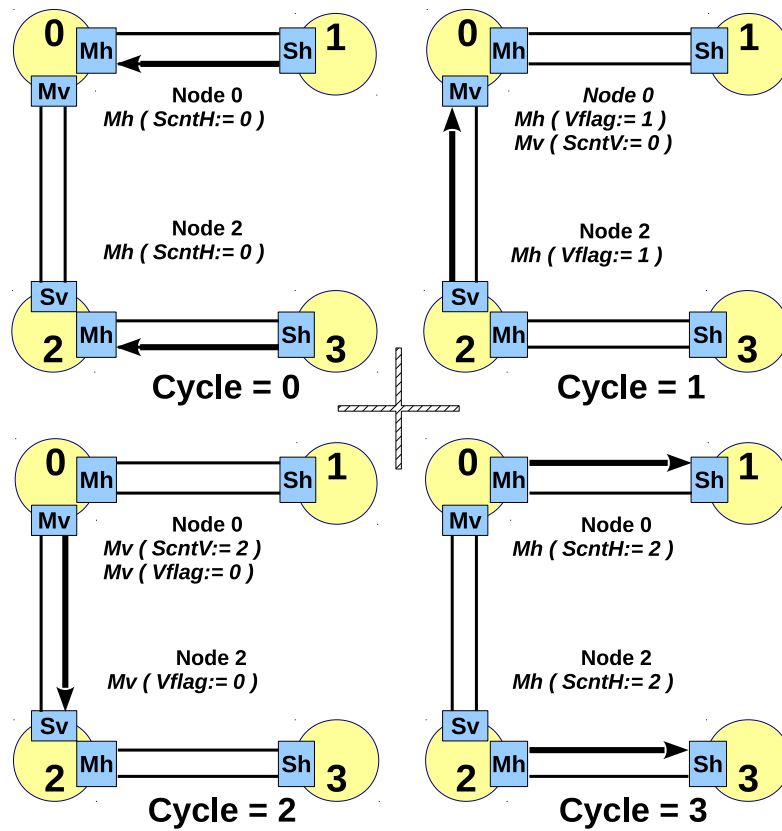 0
Mh
Sh
1
Mv
Node 0
Mh ( ScntH:= 0 )
Node 2
Mh ( ScntH:= 0 )
Sv
2
Mh
Sh
3
Cycle = 0
0
Mh
Sh
1
Mv
Node 0
Mh ( Vflag:= 1 )
Mv ( ScntV:= 0 )
Node 2
Mh ( Vflag:= 1 )
Sv
2
Mh
Sh
3
Cycle = 1
0
Mh
Sh
1
Mv
Node 0
Mv ( ScntV:= 2 )
Mv ( Vflag:= 0 )
Node 2
Mv ( Vflag:= 0 )
Sv
2
Mh
Sh
3
Cycle = 2
0
Mh
Sh
1
Mv
Node 0
Mh ( ScntH:= 2 )
Node 2
Mh ( ScntH:= 2 )
Sv
2
Mh
Sh
3
Cycle = 3